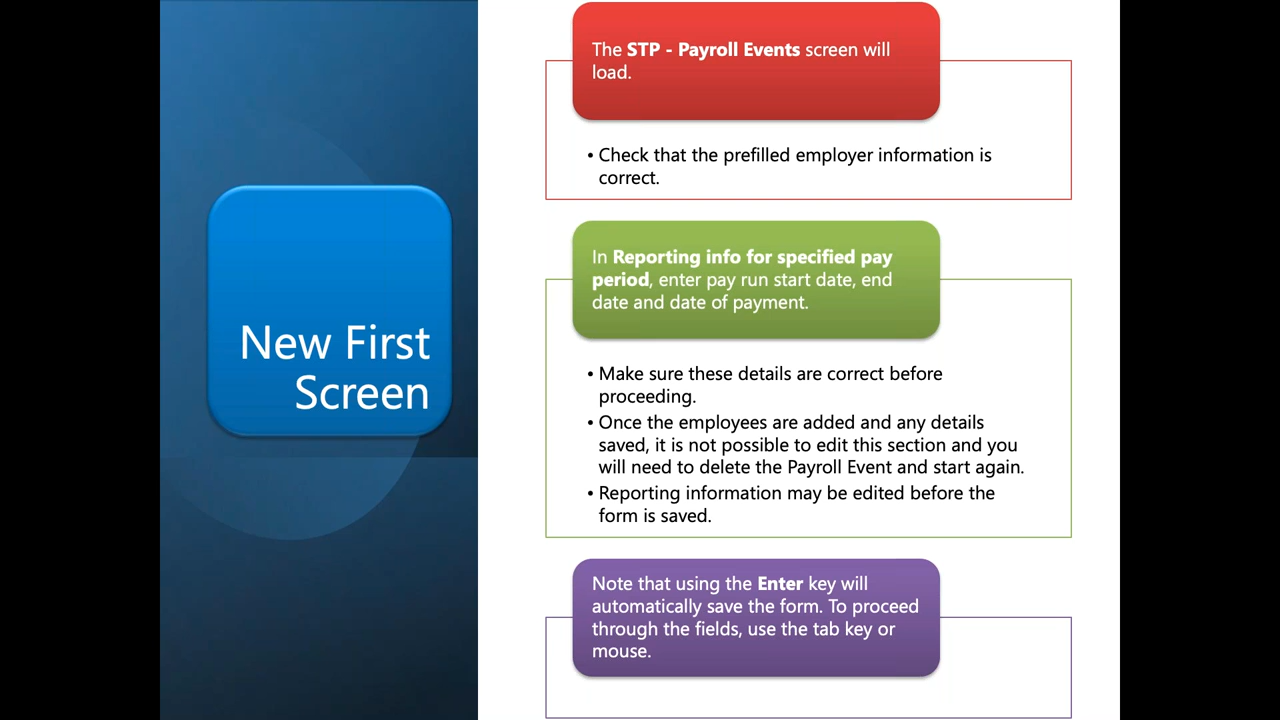 New First
Screen
The STP - Payroll Events screen will
load.
• Check that the prefilled employer information is
correct.
In Reporting info for specified pay
period, enter pay run start date, end
date and date of payment.
• Make sure these details are correct before
proceeding.
• Once the employees are added and any details
saved, it is not possible to edit this section and you
will need to delete the Payroll Event and start again.
• Reporting information may be edited before the
form is saved.
Note that using the Enter key will
automatically save the form. To proceed
through the fields, use the tab key or
mouse.